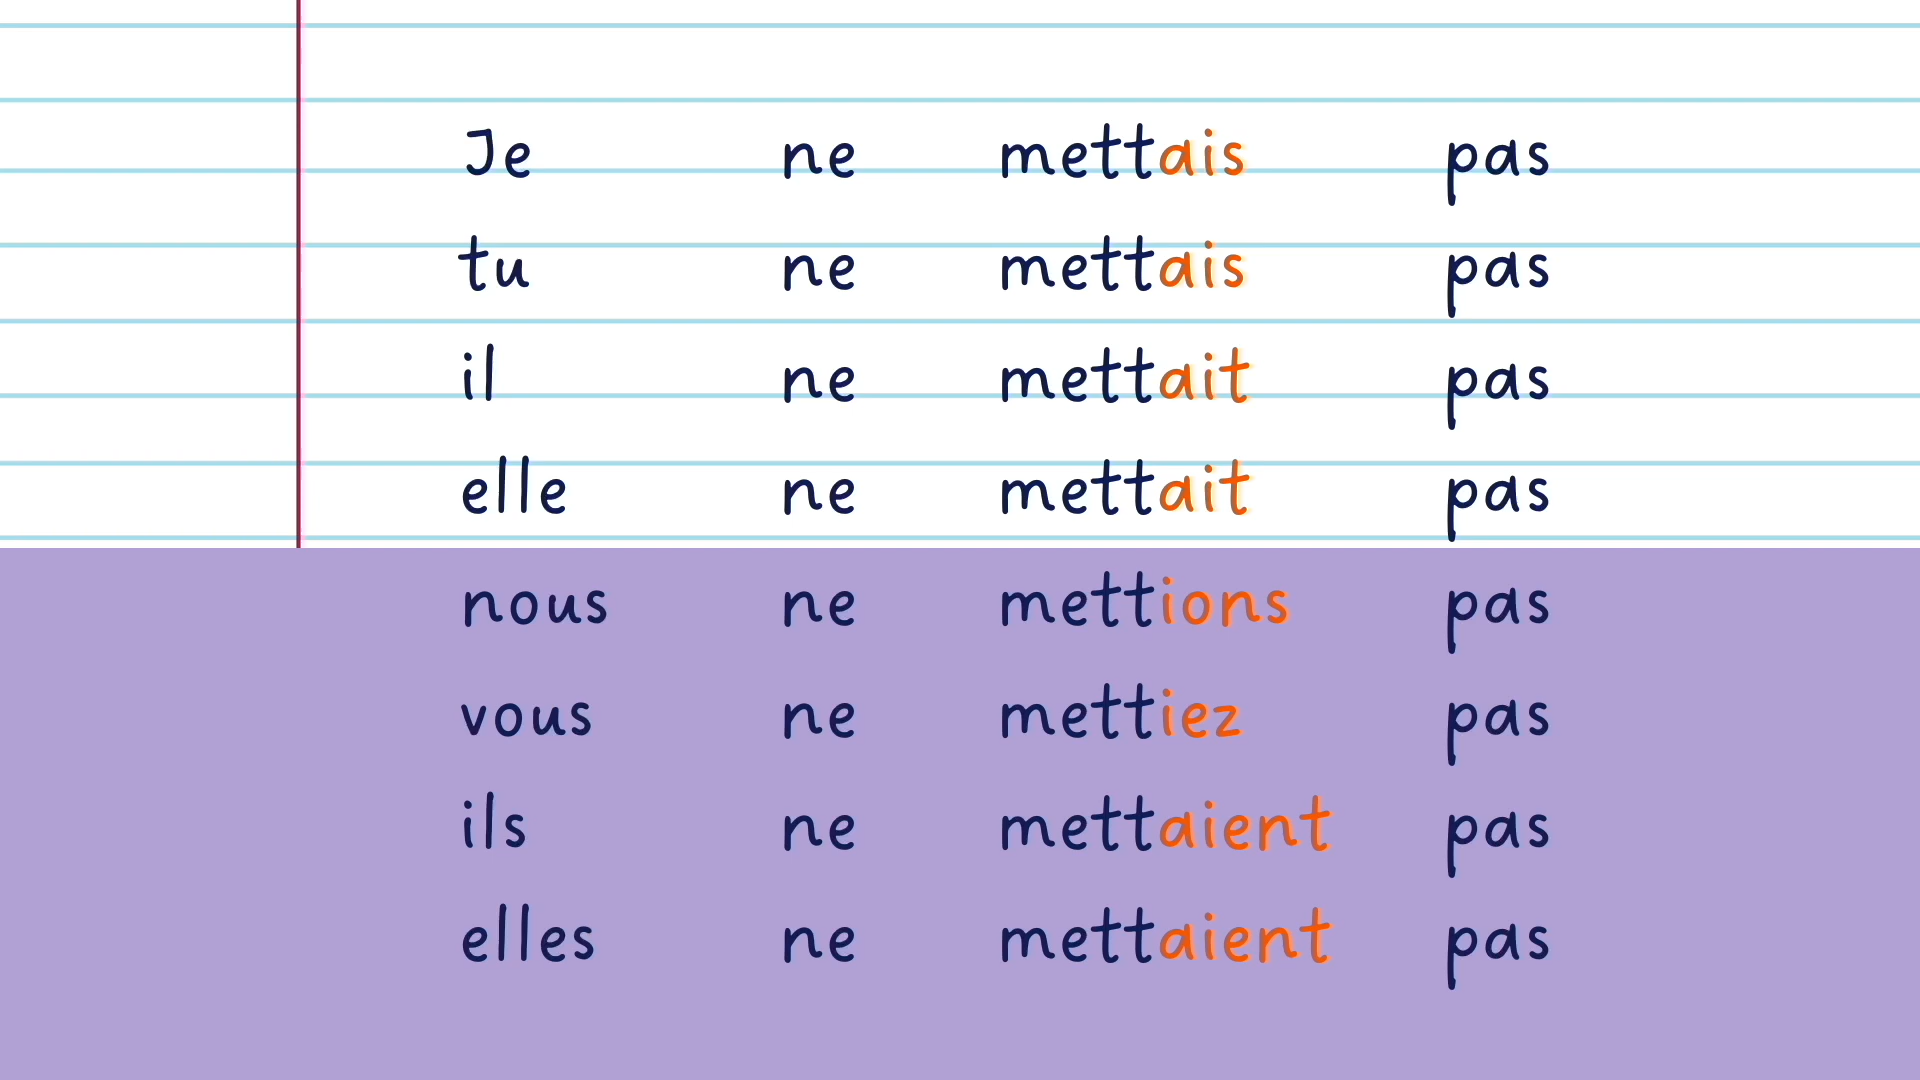 Je ne mettais pas
tu ne mettais pas
il ne mettait pas
elle ne mettait pas
nous ne mettions pas
vous ne mettiez pas
ils ne mettaient pas
elles ne mettaient pas